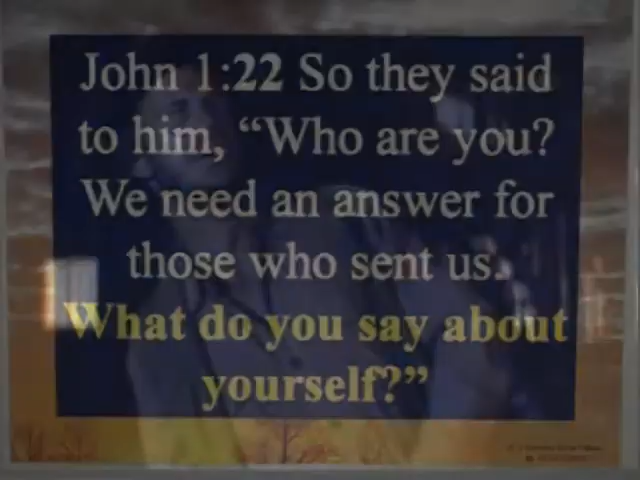 John 1:22 So they said
to him, “Who are you?
We need an answer for
those who sent us.
What do you say about
yourself?”